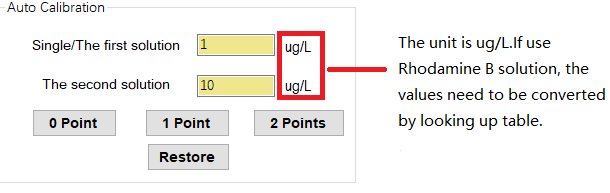 Auto Calibration
Single/The first solution 1 ug/L
The second solution 10 ug/L
0 Point 1 Point 2 Points
Restore
The unit is ug/L.If use
Rhodamine B solution, the
values need to be converted
by looking up table.